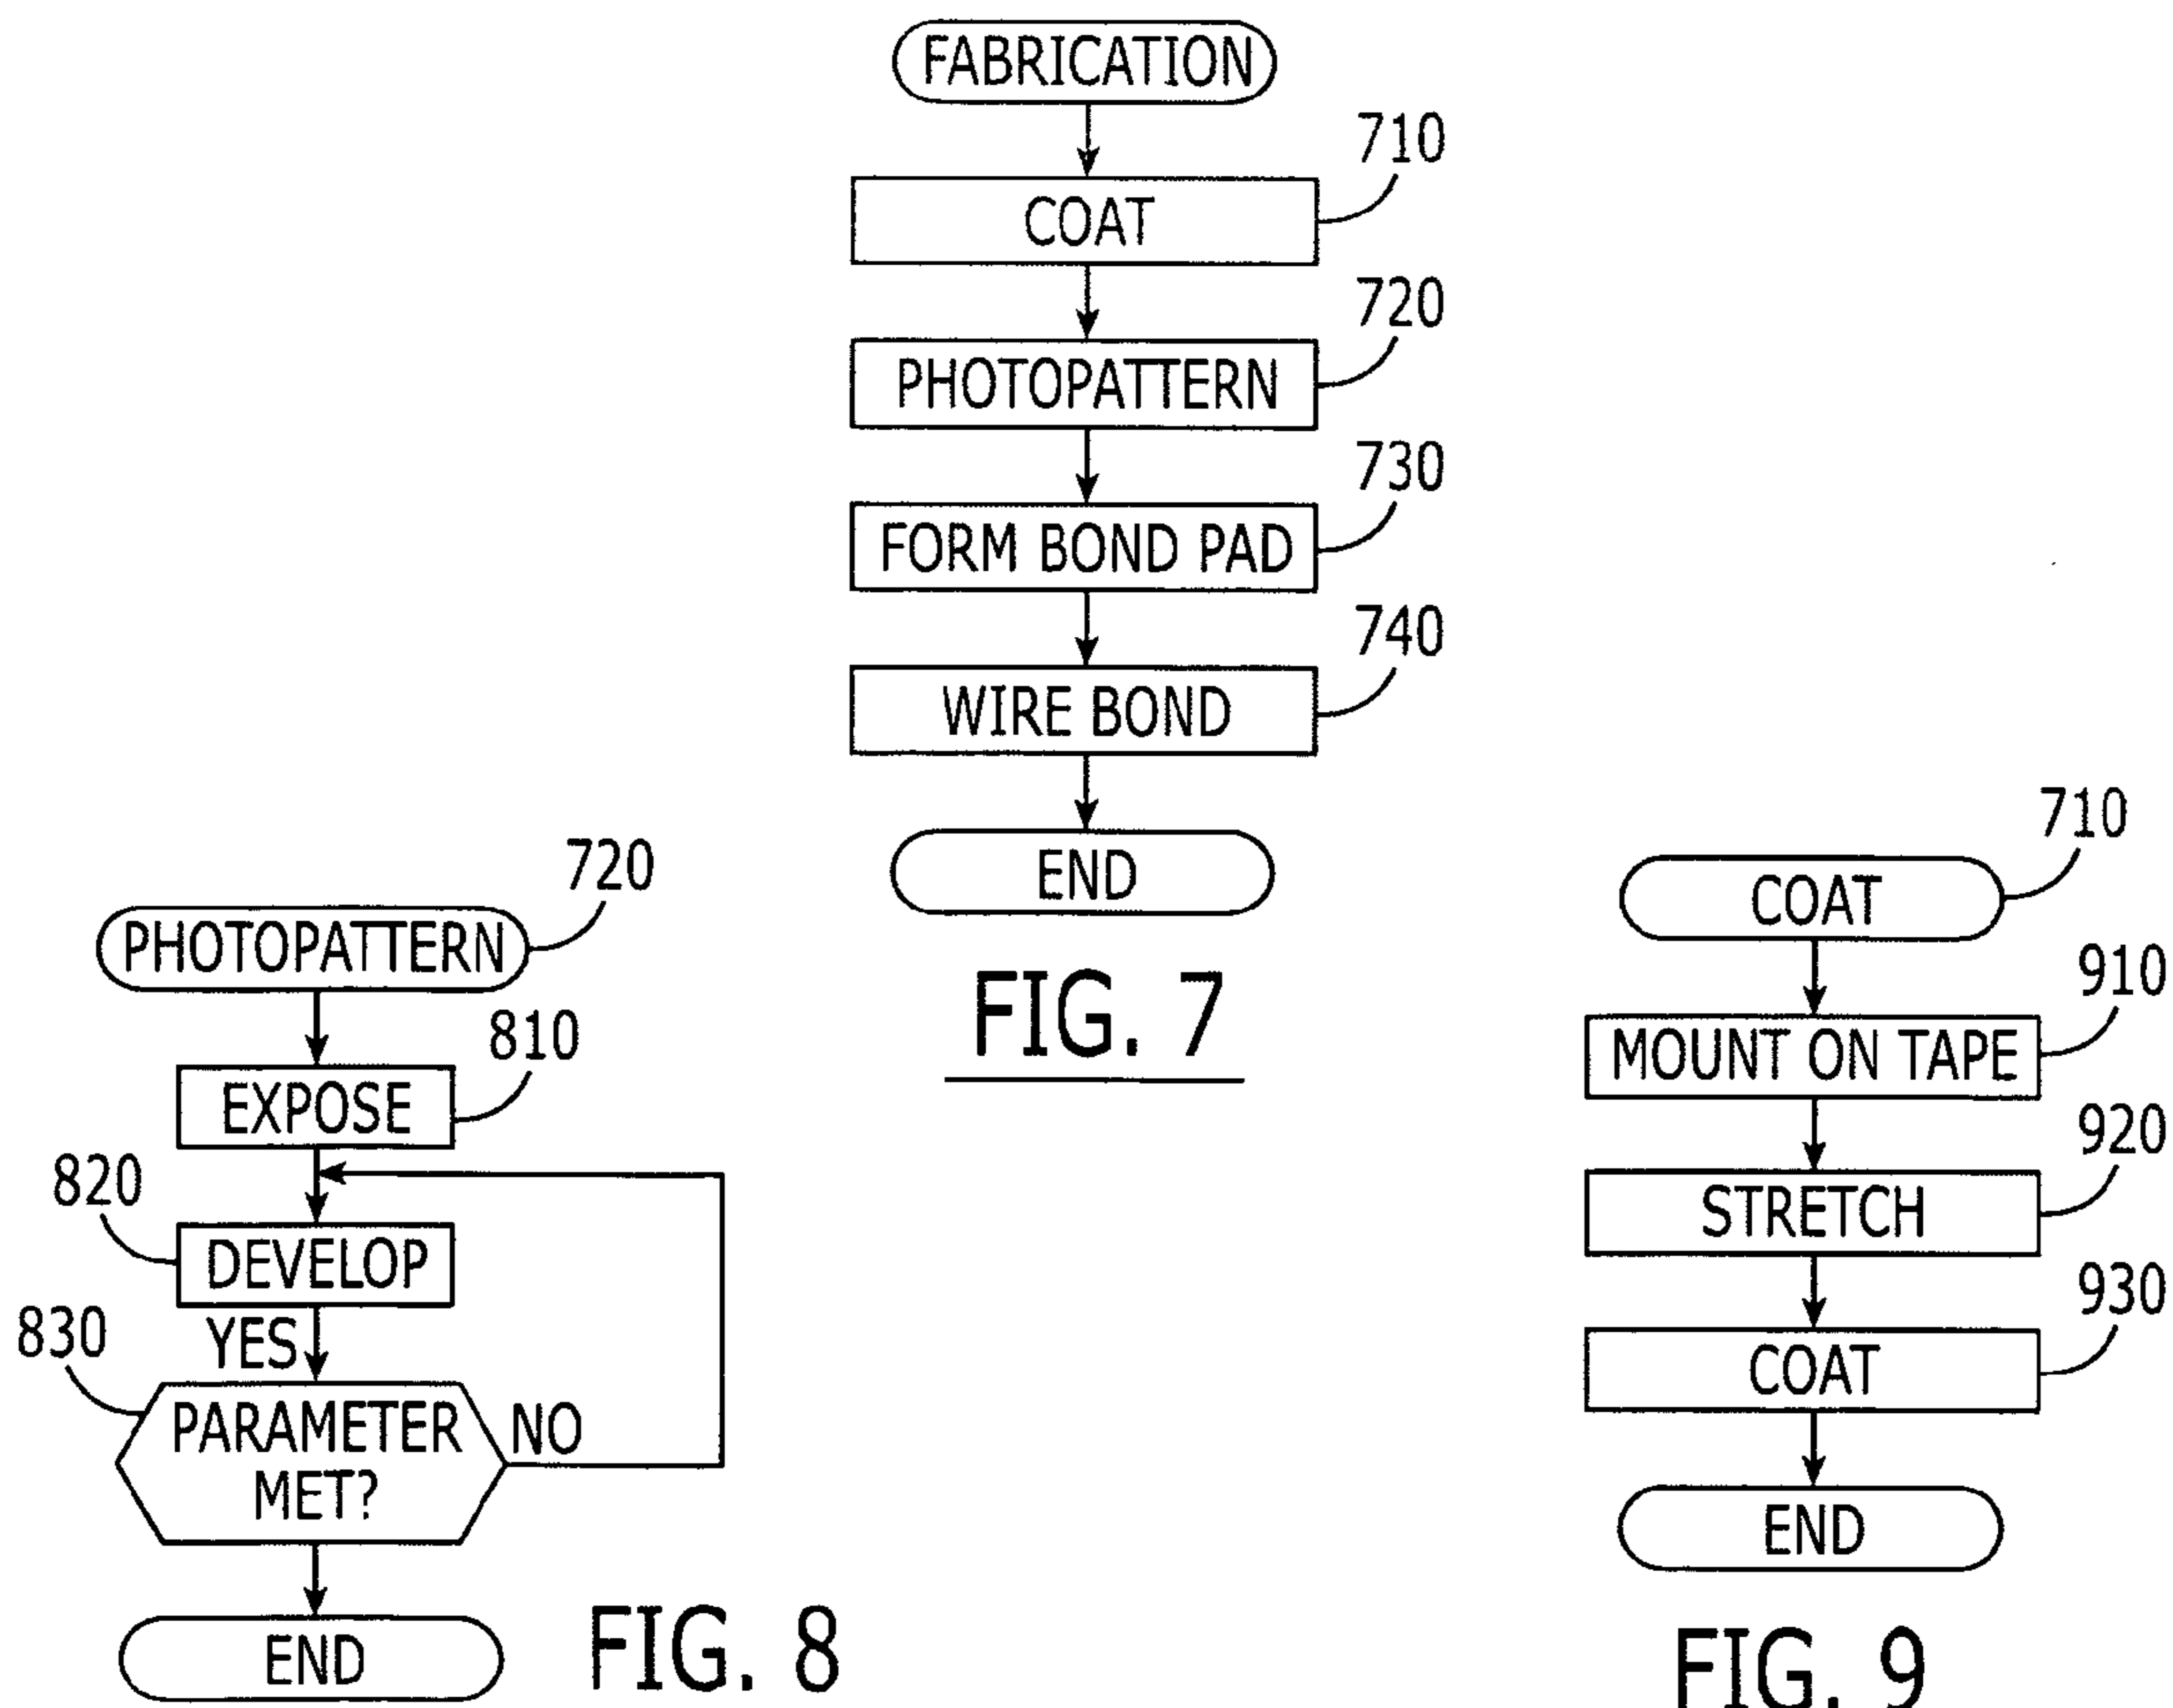 FABRICATION
710
COAT
720
PHOTOPATTERN
730
FORM BOND PAD
740
WIRE BOND
END
FIG. 7
720
PHOTOPATTERN
810
EXPOSE
820
DEVELOP
YES
830
PARAMETER
MET?
NO
END
FIG. 8
710
COAT
910
MOUNT ON TAPE
920
STRETCH
930
COAT
END
FIG. 9